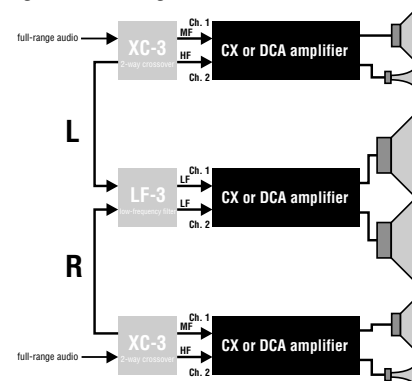 Ch. 1
MF
full-range audio
XC-3
2-way crossover
HF
Ch. 2
CX or DCA amplifier
L
Ch. 1
LF
LF-3
low-frequency filter
LF
Ch. 2
CX or DCA amplifier
R
Ch. 1
MF
XC-3
2-way crossover
full-range audio
HF
Ch. 2
CX or DCA amplifier